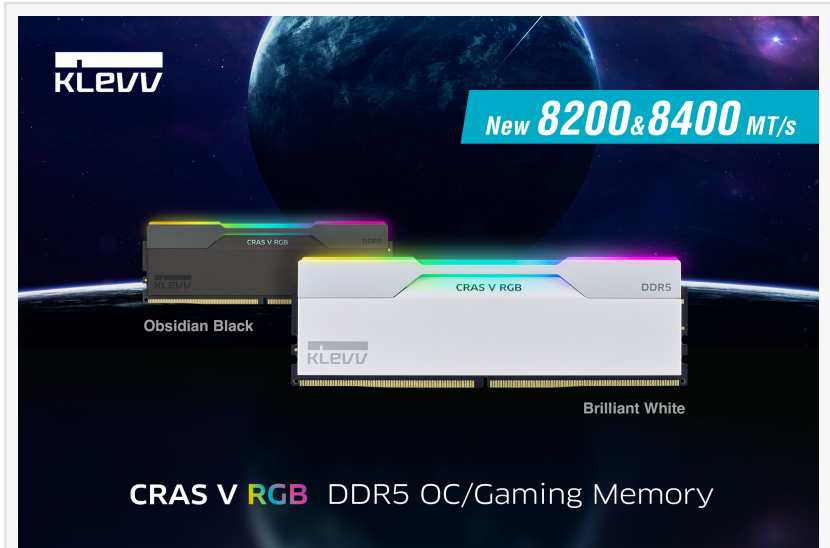 KLEVV
New 8200&8400 MT/s
CRAS V RGB
DDR5
KLEVV
CRAS V RGB
DDR5
Obsidian Black
KLEVV
Brilliant White
CRAS V RGB DDR5 OC/Gaming Memory